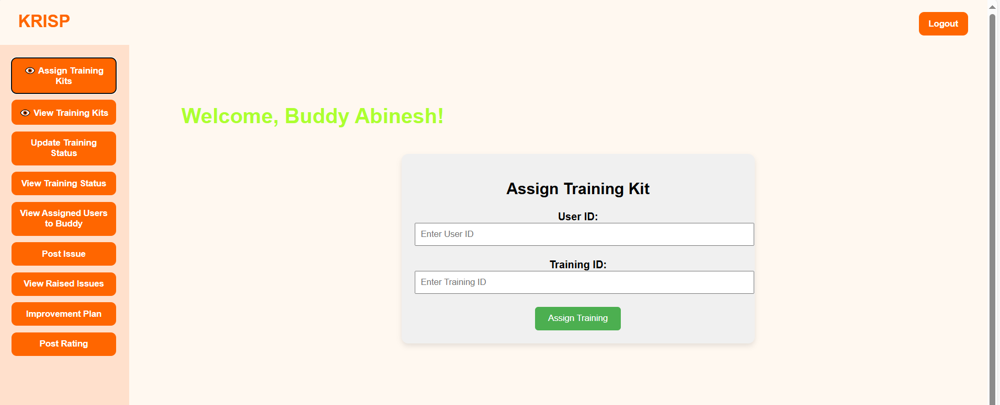 KRISP
Logout
Assign Training
Kits
View Training Kits
Update Training
Status
View Training Status
View Assigned Users
to Buddy
Post Issue
View Raised Issues
Improvement Plan
Post Rating
Welcome, Buddy Abinesh!
Assign Training Kit
User ID:
Enter User ID
Training ID:
Enter Training ID
Assign Training